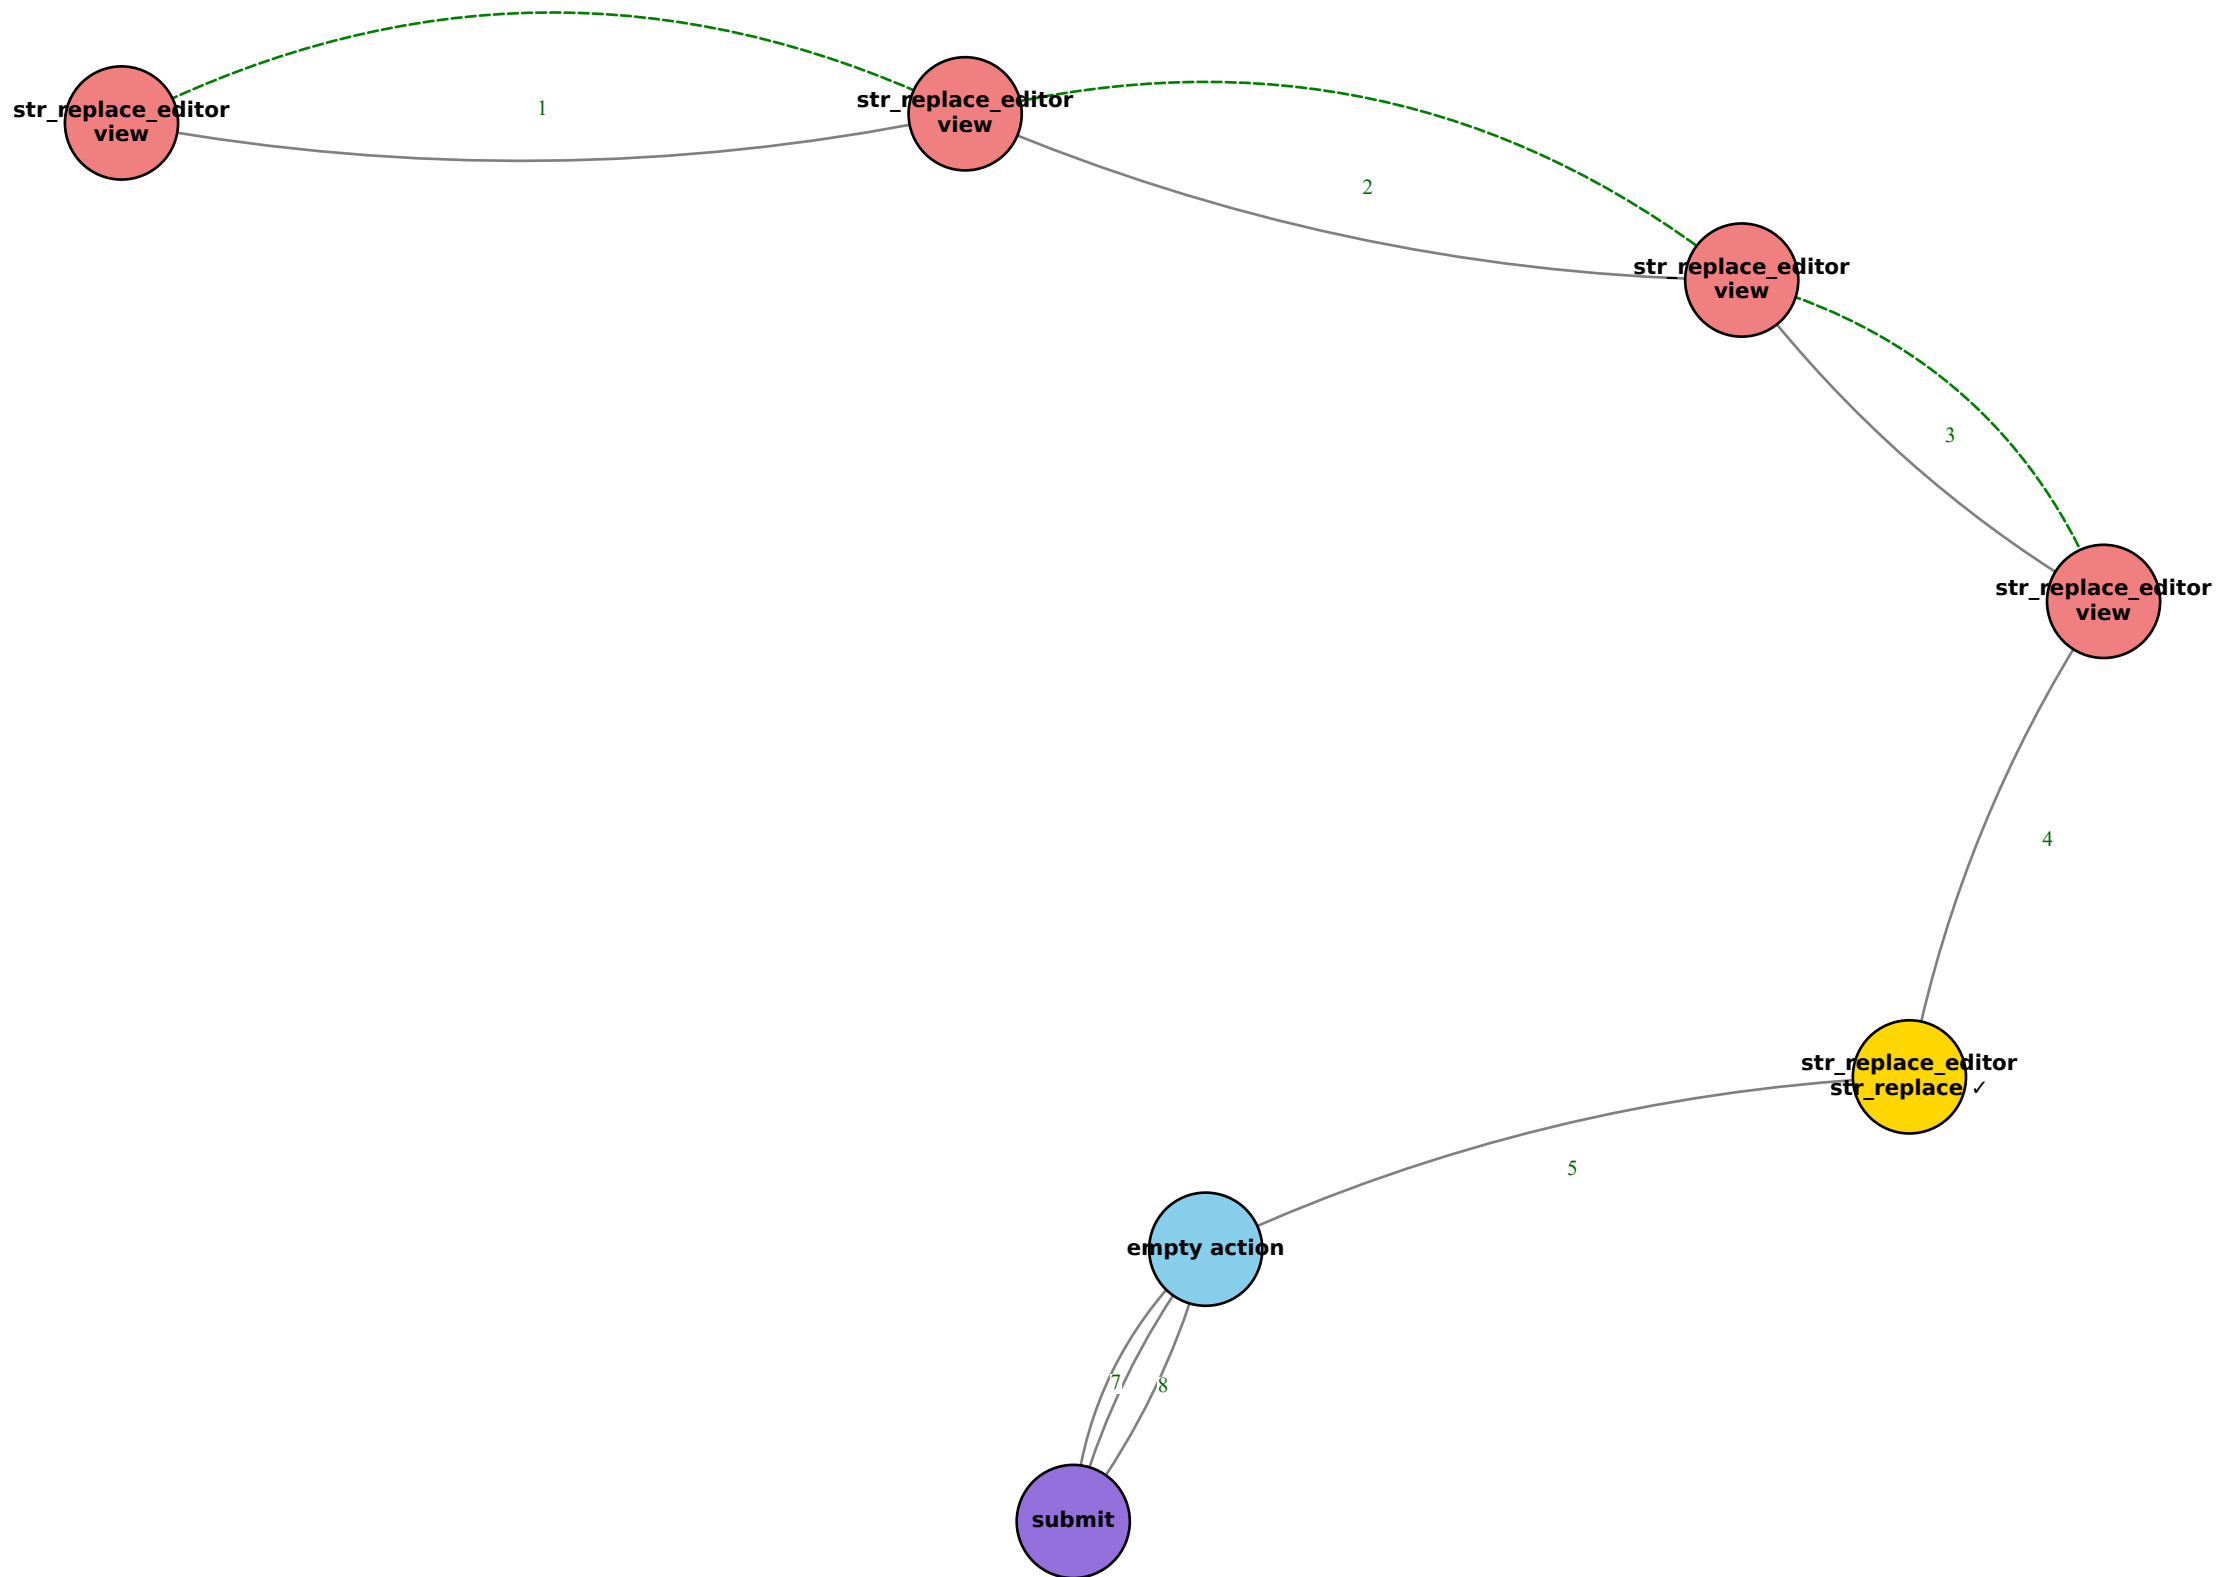 str_replace_editor
view
1
str_replace_editor
view
2
str_replace_editor
view
3
str_replace_editor
view
4
str_replace_editor
str_replace ✓
5
empty action
7
8
submit